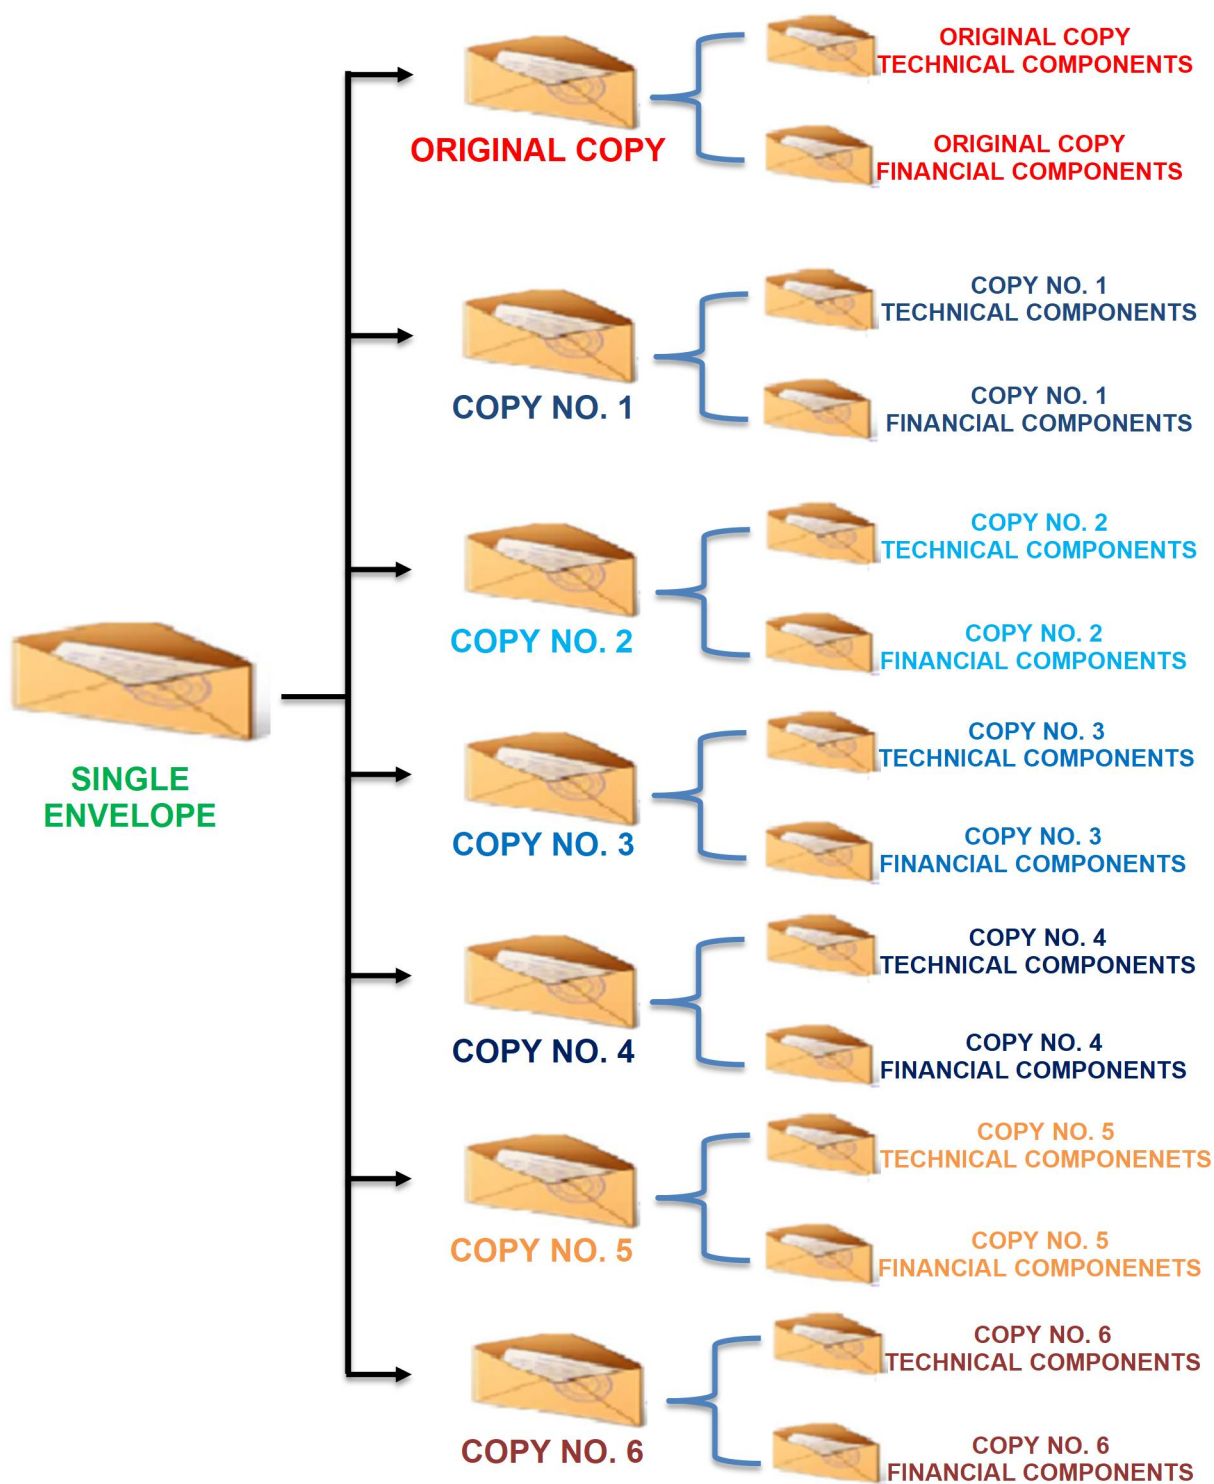 ORIGINAL COPY
TECHNICAL COMPONENTS
ORIGINAL COPY
ORIGINAL COPY
FINANCIAL COMPONENTS
COPY NO. 1
TECHNICAL COMPONENTS
COPY NO. 1
COPY NO. 1
FINANCIAL COMPONENTS
COPY NO. 2
TECHNICAL COMPONENTS
COPY NO. 2
COPY NO. 2
FINANCIAL COMPONENTS
SINGLE
ENVELOPE
COPY NO. 3
TECHNICAL COMPONENTS
COPY NO. 3
COPY NO. 3
FINANCIAL COMPONENTS
COPY NO. 4
TECHNICAL COMPONENTS
COPY NO. 4
COPY NO. 4
FINANCIAL COMPONENTS
COPY NO. 5
TECHNICAL COMPONENETS
COPY NO. 5
COPY NO. 5
FINANCIAL COMPONENETS
COPY NO. 6
TECHNICAL COMPONENTS
COPY NO. 6
COPY NO. 6
FINANCIAL COMPONENTS